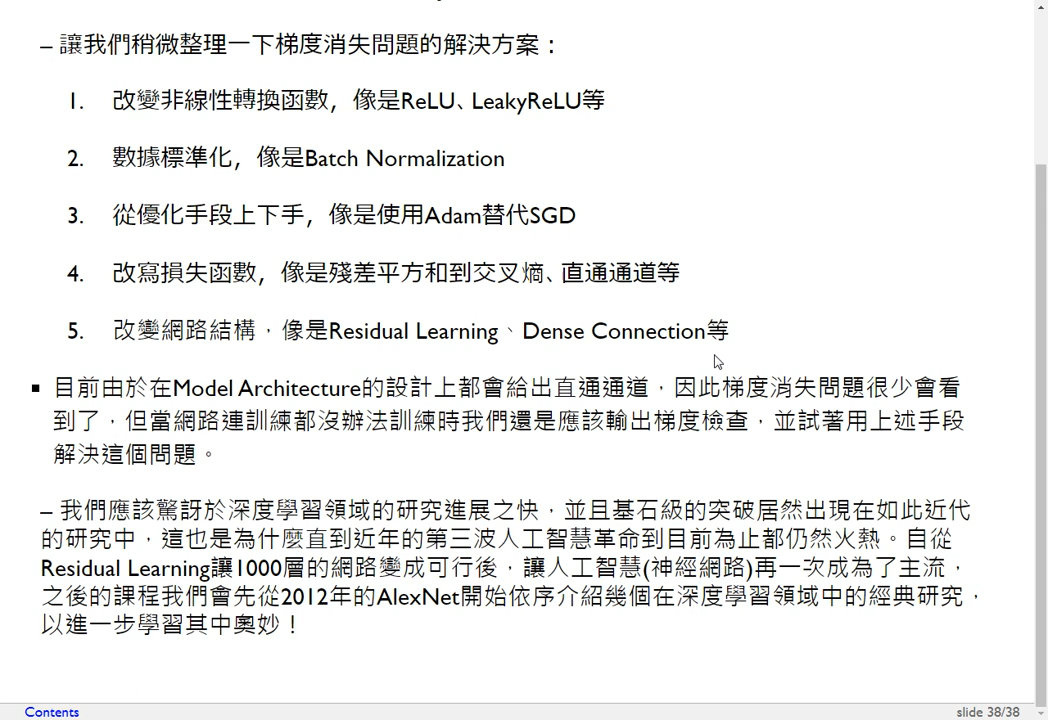 – 讓我們稍微整理一下梯度消失問題的解決方案：
1. 改變非線性轉換函數，像是ReLU、LeakyReLU等
2. 數據標準化，像是Batch Normalization
3. 從優化手段上下手，像是使用Adam替代SGD
4. 改寫損失函數，像是殘差平方和到交叉熵、直通通道等
5. 改變網路結構，像是Residual Learning、Dense Connection等
▪ 目前由於在Model Architecture的設計上都會給出直通通道，因此梯度消失問題很少會看
到了，但當網路連訓練都沒辦法訓練時我們還是應該輸出梯度檢查，並試著用上述手段
解決這個問題。
– 我們應該驚訝於深度學習領域的研究進展之快，並且基石級的突破居然出現在如此近代
的研究中，這也是為什麼直到近年的第三波人工智慧革命到目前為止都仍然火熱。自從
Residual Learning讓1000層的網路變成可行後，讓人工智慧(神經網路)再一次成為了主流，
之後的課程我們會先從2012年的AlexNet開始依序介紹幾個在深度學習領域中的經典研究，
以進一步學習其中奧妙！
Contents
slide 38/38